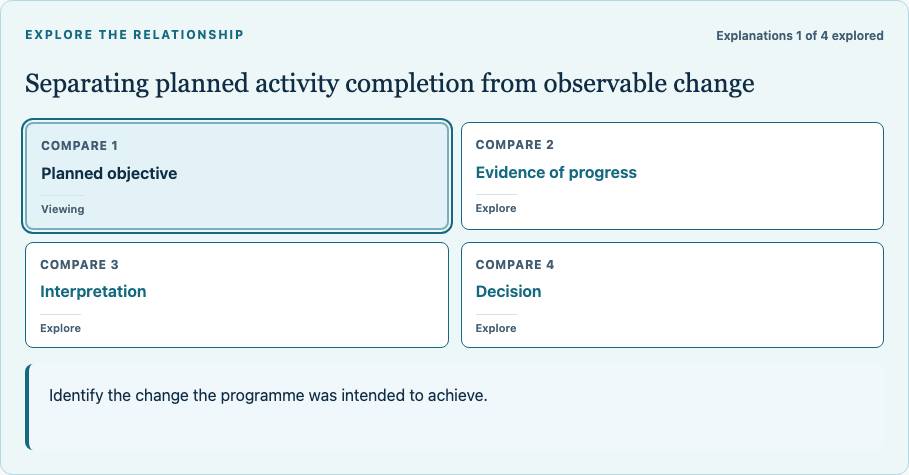 EXPLORE THE RELATIONSHIP
Explanations 1 of 4 explored
Separating planned activity completion from observable change
COMPARE 1
Planned objective
Viewing
COMPARE 2
Evidence of progress
Explore
COMPARE 3
Interpretation
Explore
COMPARE 4
Decision
Explore
Identify the change the programme was intended to achieve.